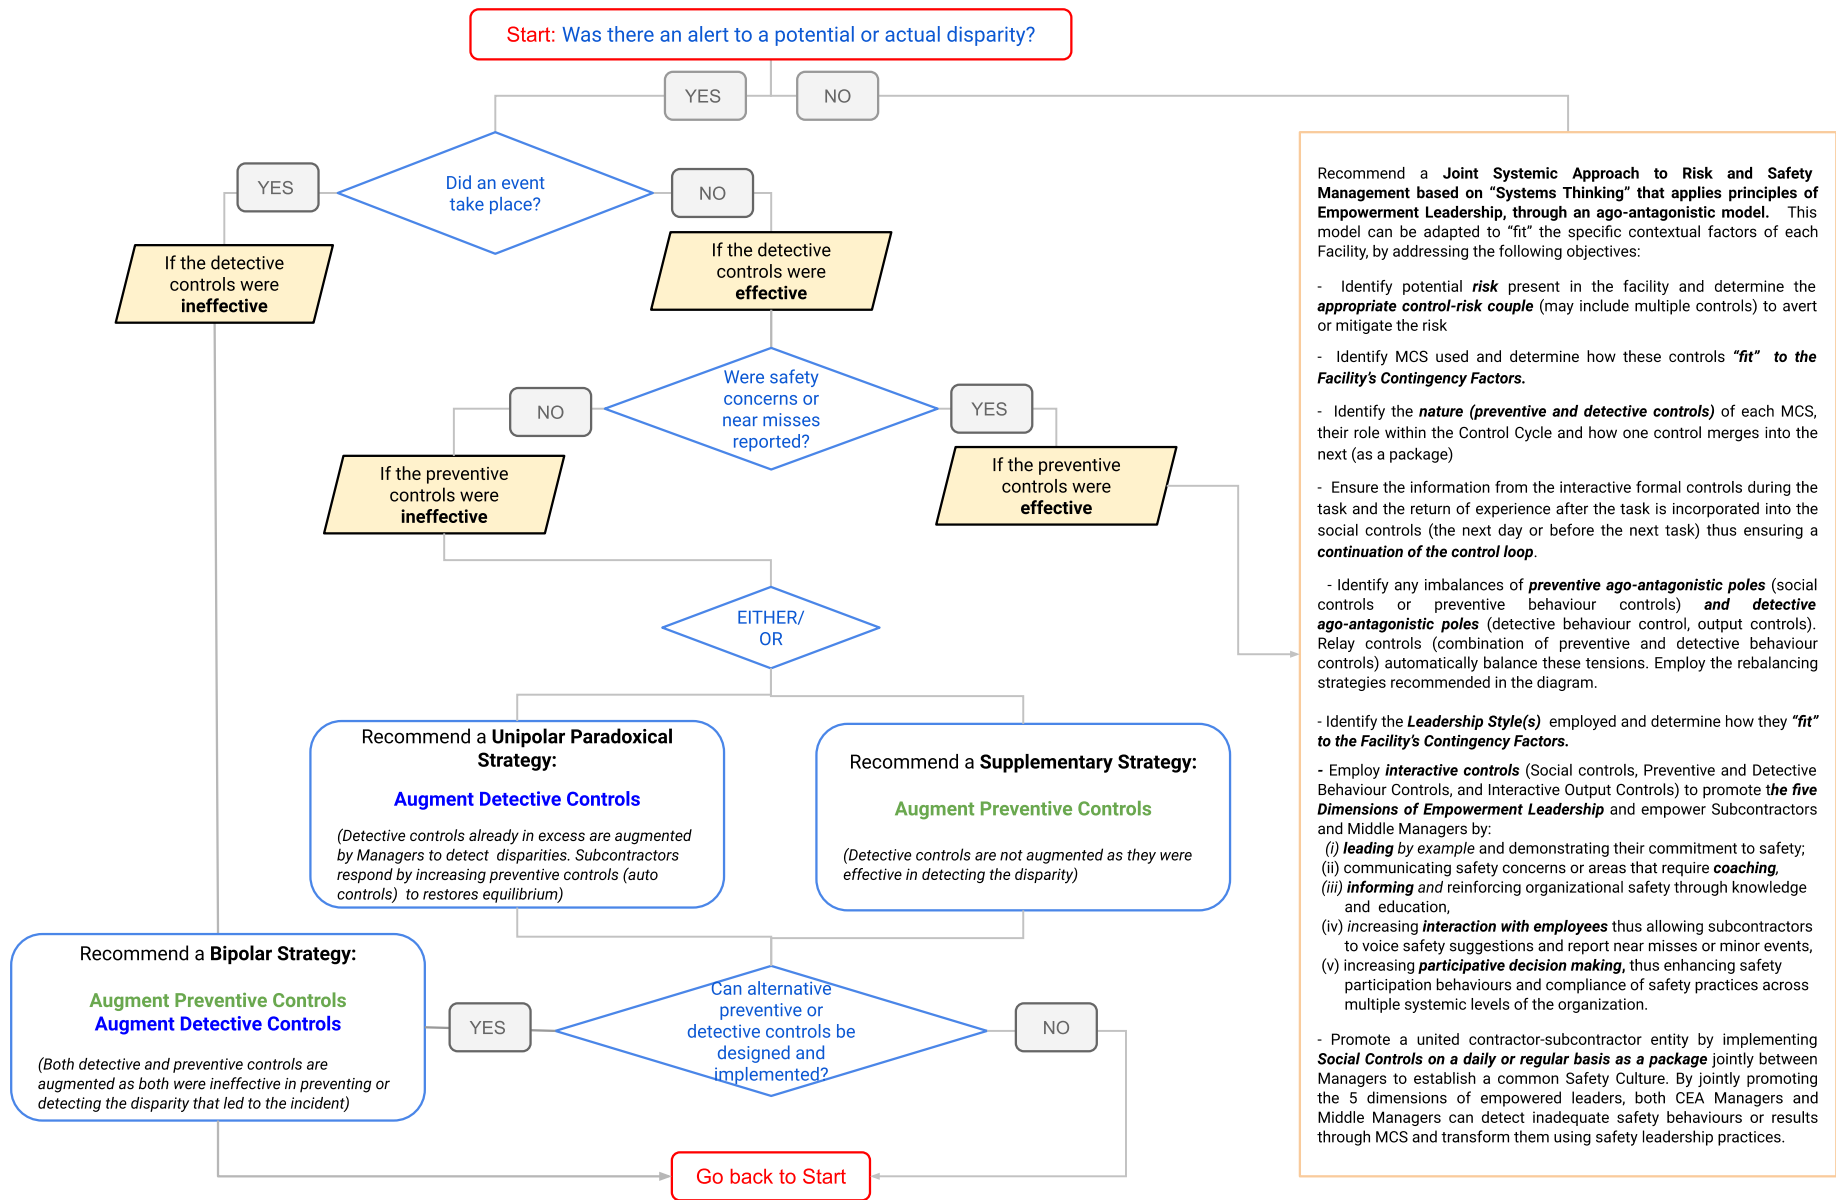 Start: Was there an alert to a potential or actual disparity?
YES
NO
Did an event
take place?
YES
NO
If the detective
controls were
ineffective
If the detective
controls were
effective
Were safety
concerns or
near misses
reported?
NO
YES
If the preventive
controls were
ineffective
If the preventive
controls were
effective
EITHER/
OR
Recommend a Unipolar Paradoxical
Strategy:
Augment Detective Controls
(Detective controls already in excess are augmented
by Managers to detect disparities. Subcontractors
respond by increasing preventive controls (auto
controls) to restores equilibrium)
Recommend a Supplementary Strategy:
Augment Preventive Controls
(Detective controls are not augmented as they were
effective in detecting the disparity)
Recommend a Bipolar Strategy:
Augment Preventive Controls
Augment Detective Controls
(Both detective and preventive controls are
augmented as both were ineffective in preventing or
detecting the disparity that led to the incident)
YES
Can alternative
preventive or
detective controls be
designed and
implemented?
NO
Go back to Start
Recommend a Joint Systemic Approach to Risk and Safety
Management based on “Systems Thinking” that applies principles of
Empowerment Leadership, through an ago-antagonistic model. This
model can be adapted to “fit” the specific contextual factors of each
Facility, by addressing the following objectives:
- Identify potential risk present in the facility and determine the
appropriate control-risk couple (may include multiple controls) to avert
or mitigate the risk
- Identify MCS used and determine how these controls “fit” to the
Facility’s Contingency Factors.
- Identify the nature (preventive and detective controls) of each MCS,
their role within the Control Cycle and how one control merges into the
next (as a package)
- Ensure the information from the interactive formal controls during the
task and the return of experience after the task is incorporated into the
social controls (the next day or before the next task) thus ensuring a
continuation of the control loop.
- Identify any imbalances of preventive ago-antagonistic poles (social
controls or preventive behaviour controls) and detective
ago-antagonistic poles (detective behaviour control, output controls).
Relay controls (combination of preventive and detective behaviour
controls) automatically balance these tensions. Employ the rebalancing
strategies recommended in the diagram.
- Identify the Leadership Style(s) employed and determine how they “fit”
to the Facility’s Contingency Factors.
- Employ interactive controls (Social controls, Preventive and Detective
Behaviour Controls, and Interactive Output Controls) to promote the five
Dimensions of Empowerment Leadership and empower Subcontractors
and Middle Managers by:
(i) leading by example and demonstrating their commitment to safety;
(ii) communicating safety concerns or areas that require coaching,
(iii) informing and reinforcing organizational safety through knowledge
and education,
(iv) increasing interaction with employees thus allowing subcontractors
to voice safety suggestions and report near misses or minor events,
(v) increasing participative decision making, thus enhancing safety
participation behaviours and compliance of safety practices across
multiple systemic levels of the organization.
- Promote a united contractor-subcontractor entity by implementing
Social Controls on a daily or regular basis as a package jointly between
Managers to establish a common Safety Culture. By jointly promoting
the 5 dimensions of empowered leaders, both CEA Managers and
Middle Managers can detect inadequate safety behaviours or results
through MCS and transform them using safety leadership practices.